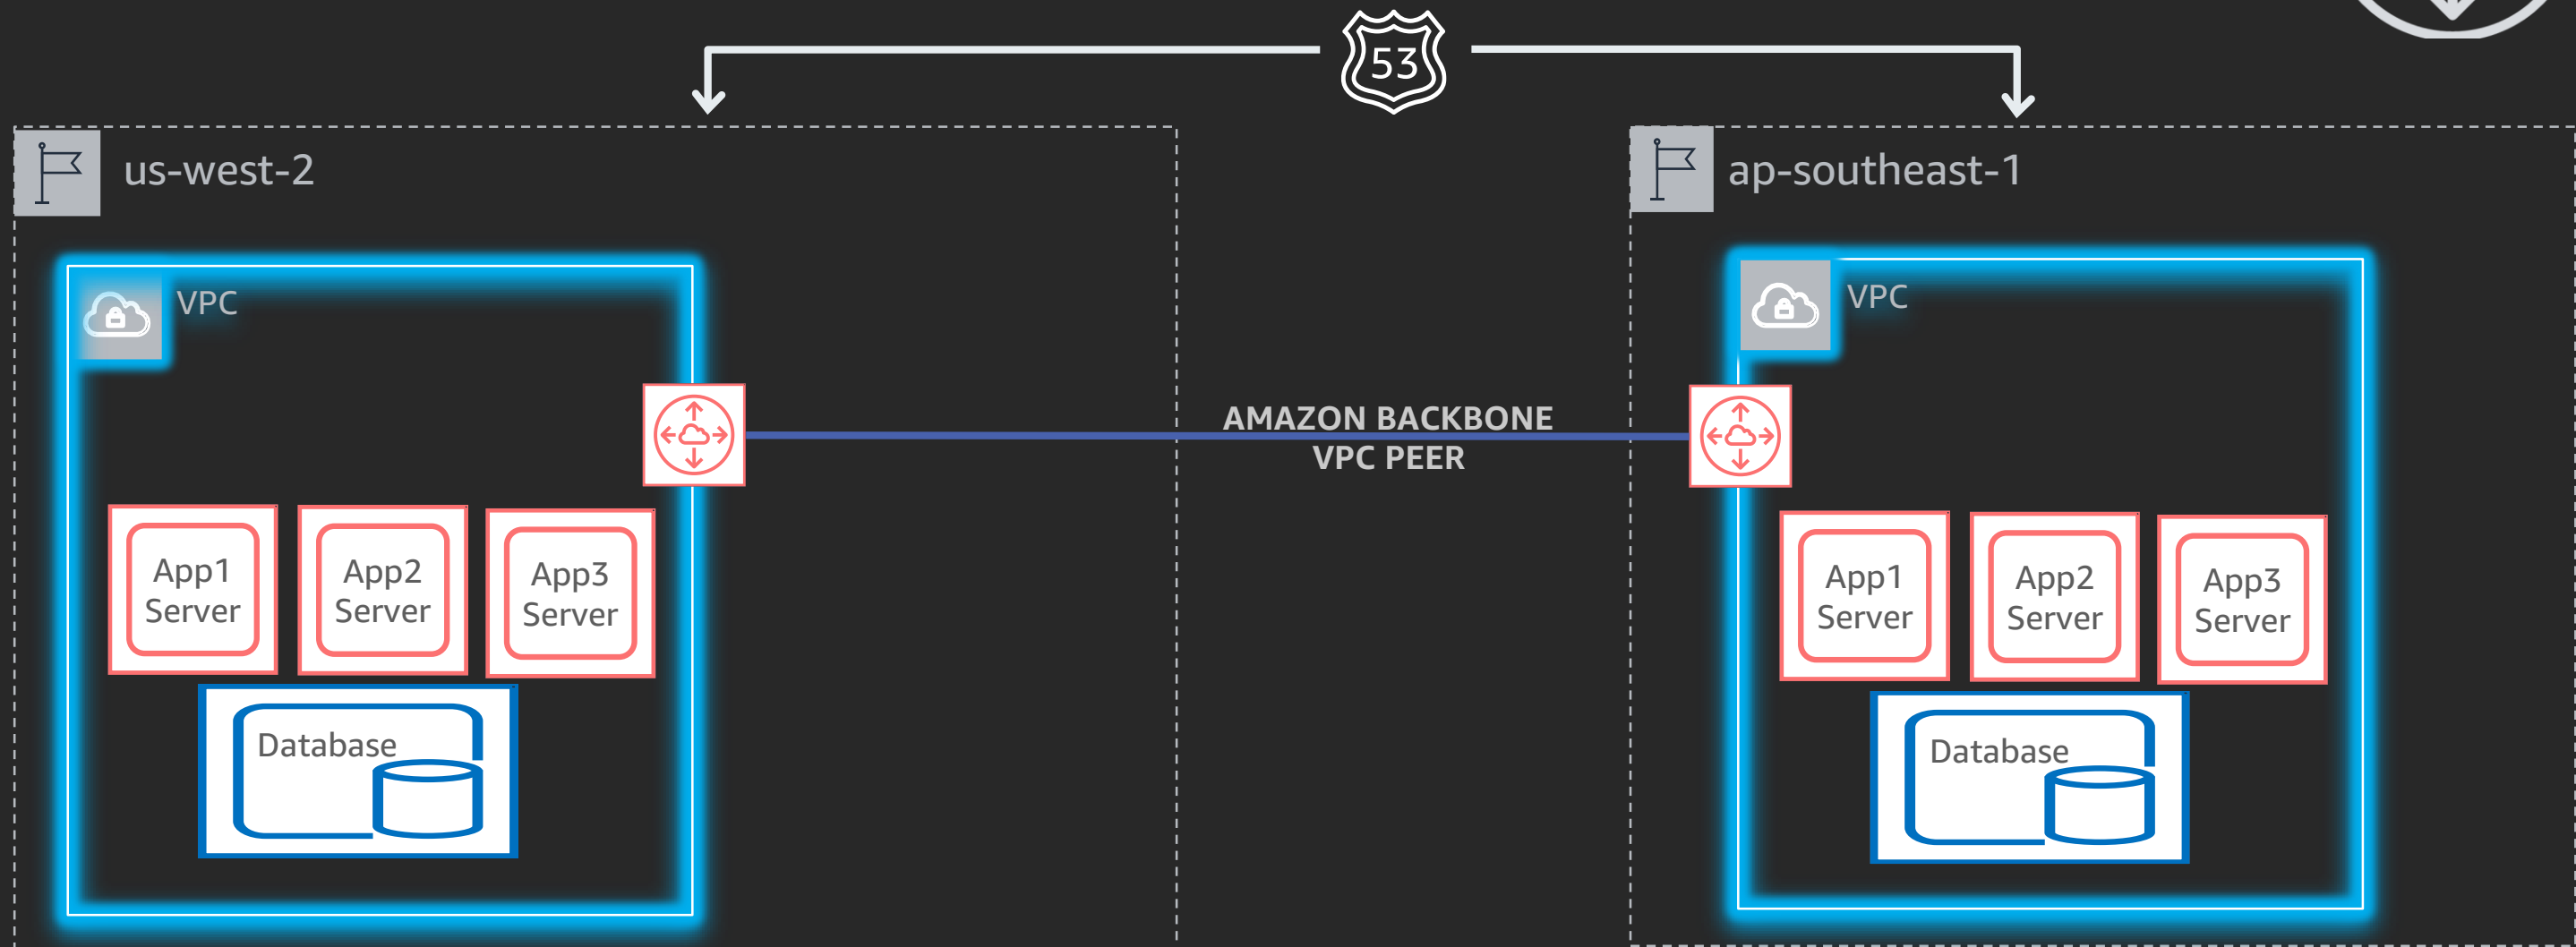 53
us-west-2
ap-southeast-1
VPC
VPC
AMAZON BACKBONE
VPC PEER
App1
Server
App2
Server
App3
Server
App1
Server
App2
Server
App3
Server
Database
Database